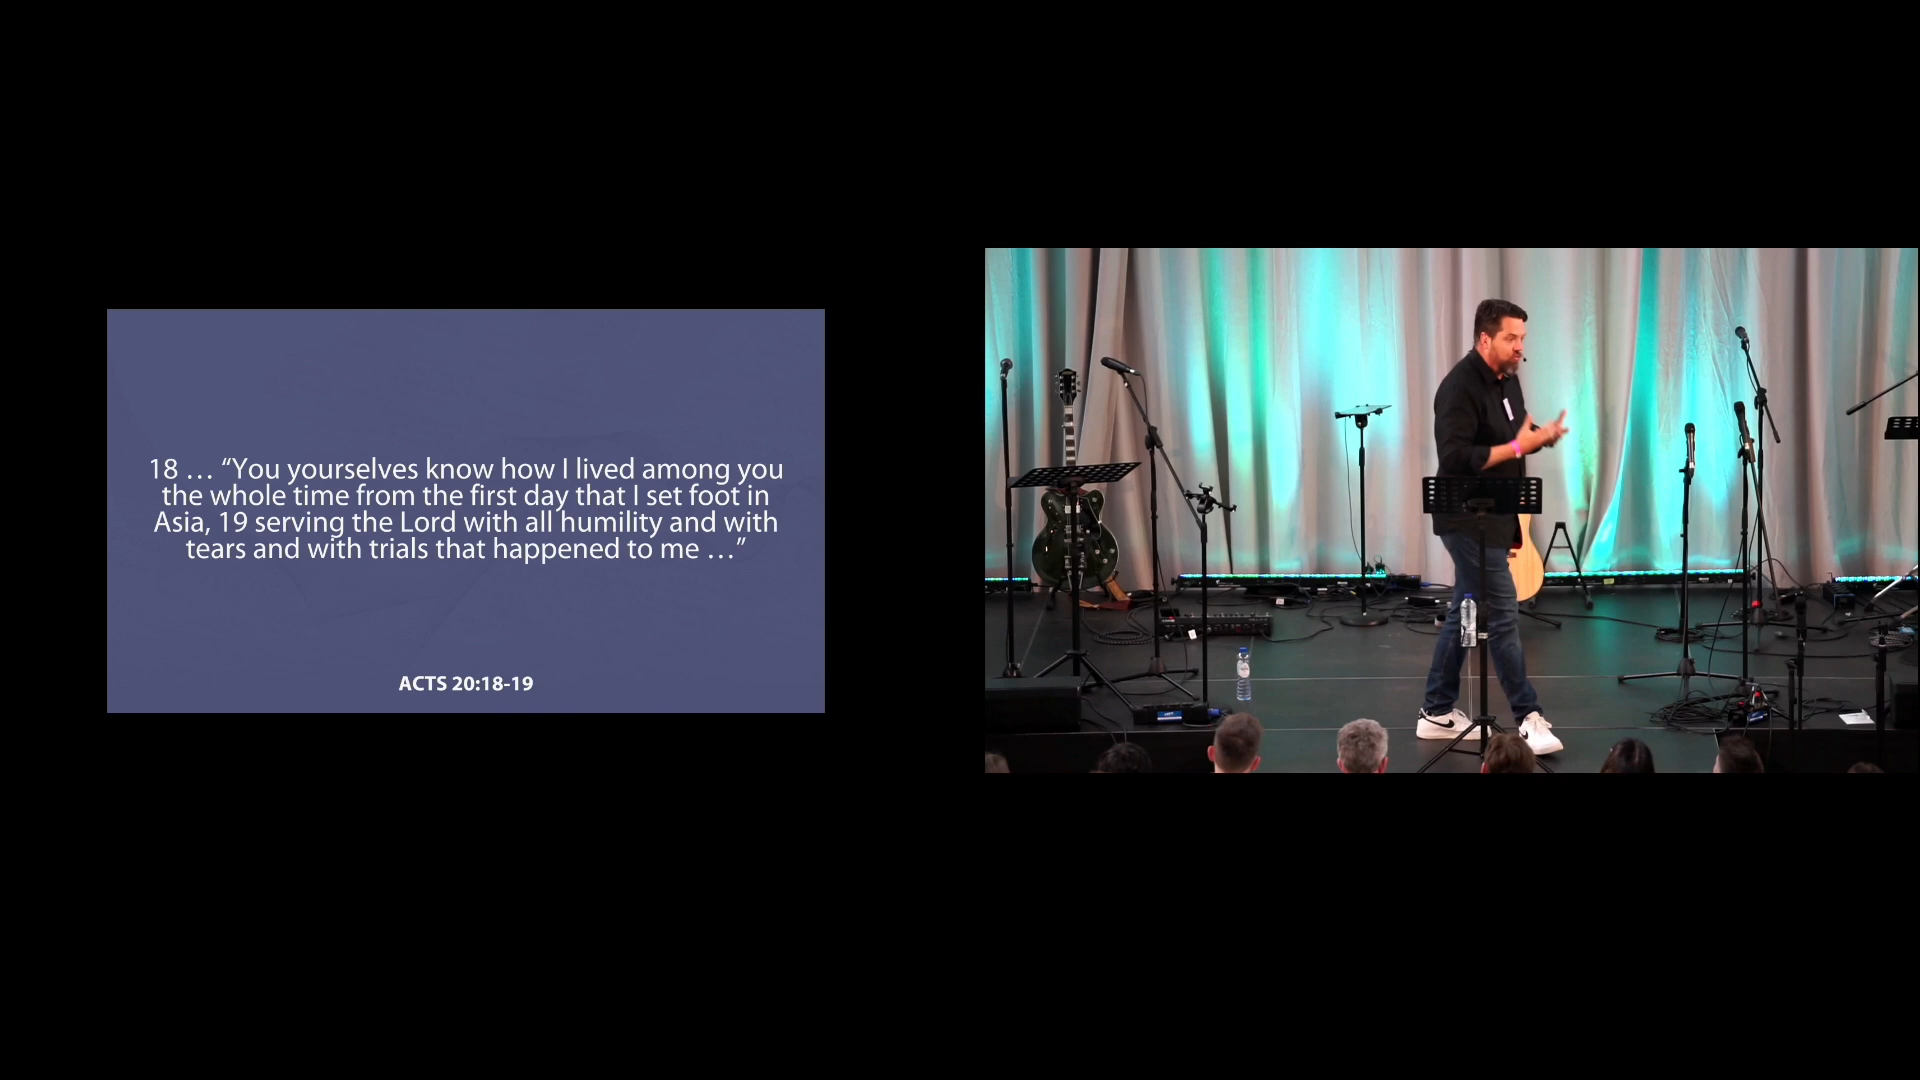 18 … “You yourselves know how I lived among you
the whole time from the first day that I set foot in
Asia, 19 serving the Lord with all humility and with
tears and with trials that happened to me …”
ACTS 20:18-19